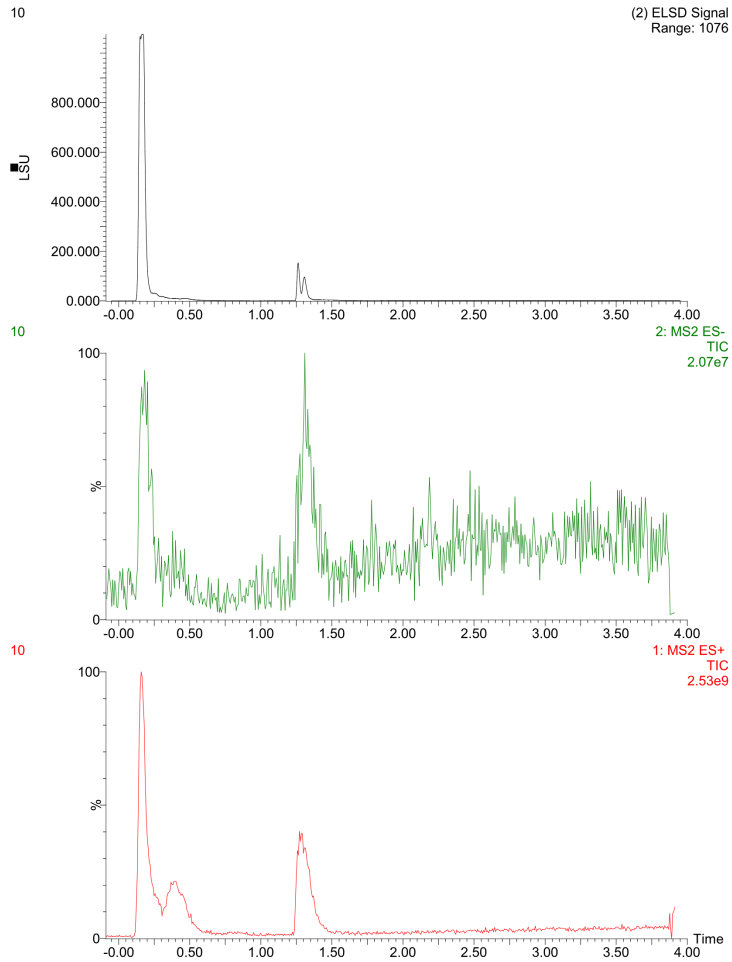 10
(2) ELSD Signal
Range: 1076
800.000
600.000
LSU
400.000
200.000
0.000
-0.00 0.50 1.00 1.50 2.00 2.50 3.00 3.50 4.00
10
2: MS2 ES-
TIC
2.07e7
100
%
0
-0.00 0.50 1.00 1.50 2.00 2.50 3.00 3.50 4.00
10
1: MS2 ES+
TIC
2.53e9
100
%
0
Time
-0.00 0.50 1.00 1.50 2.00 2.50 3.00 3.50 4.00